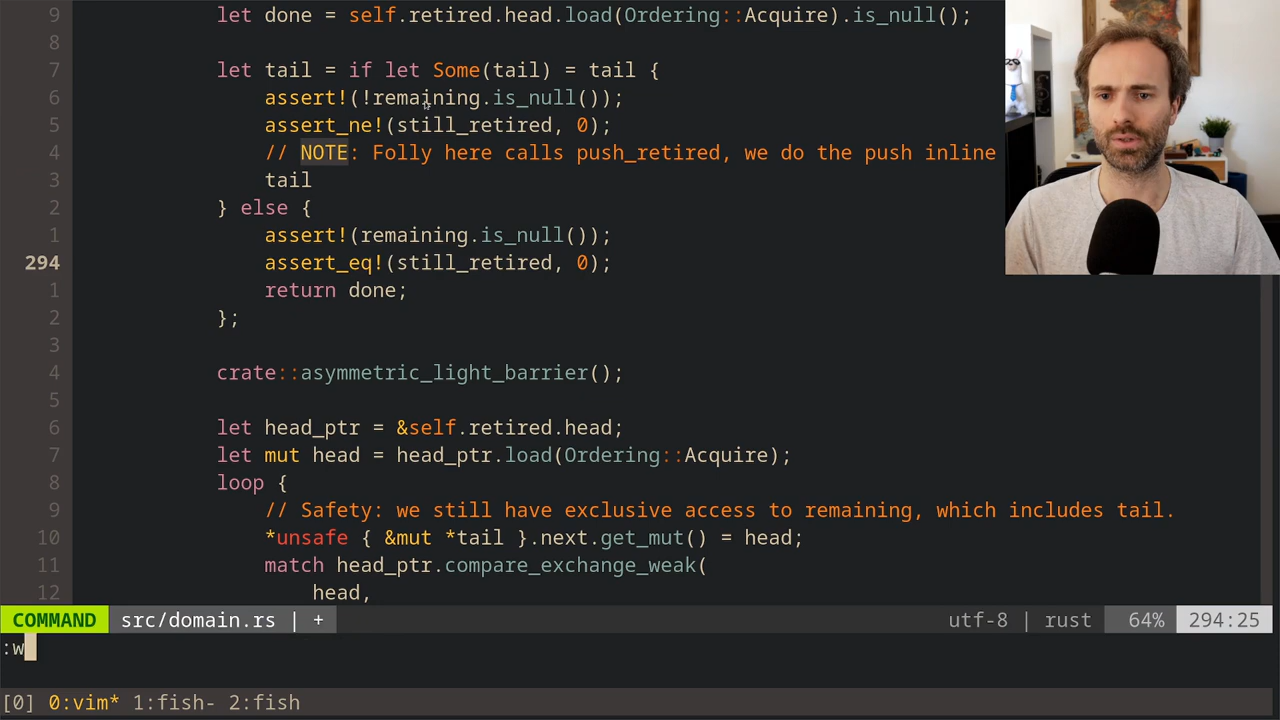 9 let done = self.retired.head.load(Ordering::Acquire).is_null();
8
7 let tail = if let Some(tail) = tail {
6 assert!(!remaining.is_null());
5 assert_ne!(still_retired, 0);
4 // NOTE: Folly here calls push_retired, we do the push inline
3 tail
2 } else {
1 assert!(remaining.is_null());
294 assert_eq!(still_retired, 0);
1 return done;
2 };
3
4 crate::asymmetric_light_barrier();
5
6 let head_ptr = &self.retired.head;
7 let mut head = head_ptr.load(Ordering::Acquire);
8 loop {
9 // Safety: we still have exclusive access to remaining, which includes tail.
10 *unsafe { &mut *tail }.next.get_mut() = head;
11 match head_ptr.compare_exchange_weak(
12 head,
COMMAND src/domain.rs | + utf-8 | rust 64% 294:25
:w
[0] 0:vim* 1:fish- 2:fish